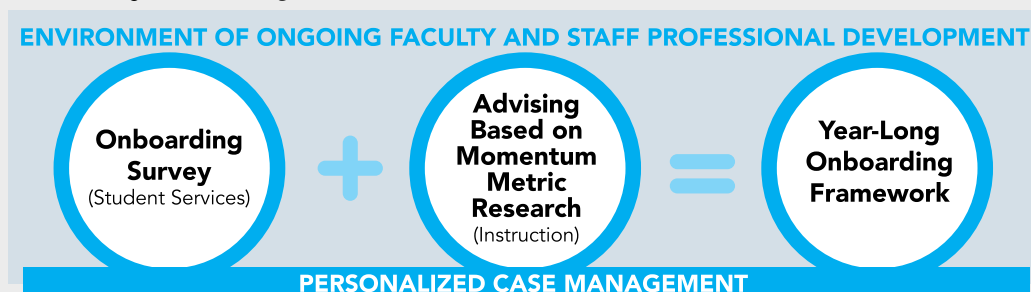 ENVIRONMENT OF ONGOING FACULTY AND STAFF PROFESSIONAL DEVELOPMENT
Onboarding
Survey
(Student Services)
+
Advising
Based on
Momentum
Metric
Research
(Instruction)
=
Year-Long
Onboarding
Framework
PERSONALIZED CASE MANAGEMENT